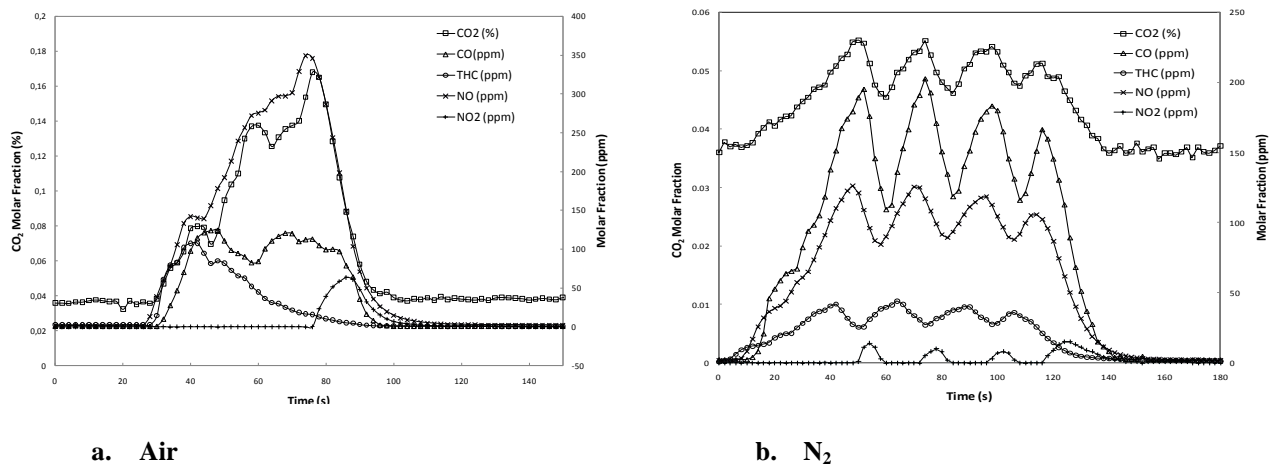 0,2
0,18
0,16
0,14
0,12
0,1
0,08
0,06
0,04
0,02
0
CO2 Molar Fraction (%)
400
350
300
250
200
150
100
50
0
-50
Molar Fraction (ppm)
CO2 (%)
CO(ppm)
THC (ppm)
NO (ppm)
NO2 (ppm)
0 20 40 60 80 100 120 140
Time (s)
a. Air
0.06
0.05
0.04
0.03
0.02
0.01
0
CO2 Molar Fraction
250
200
150
100
50
0
Molar Fraction (ppm)
CO2 (%)
CO (ppm)
THC (ppm)
NO (ppm)
NO2 (ppm)
0 20 40 60 80 100 120 140 160 180
Time (s)
b. N2